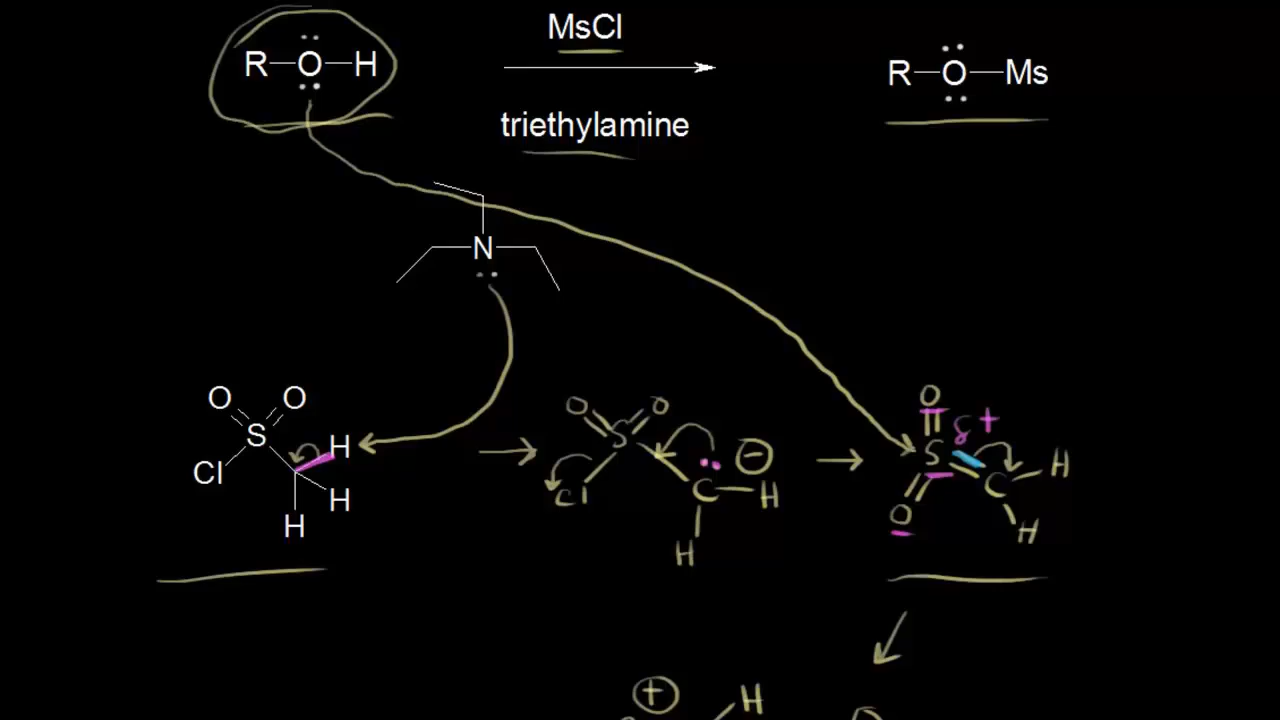 MsCl
R—O—H
R—O—Ms
triethylamine
N
O O O O O
S H S δ+
S C H
Cl Cl C H
H O
H H
H
⊕ H